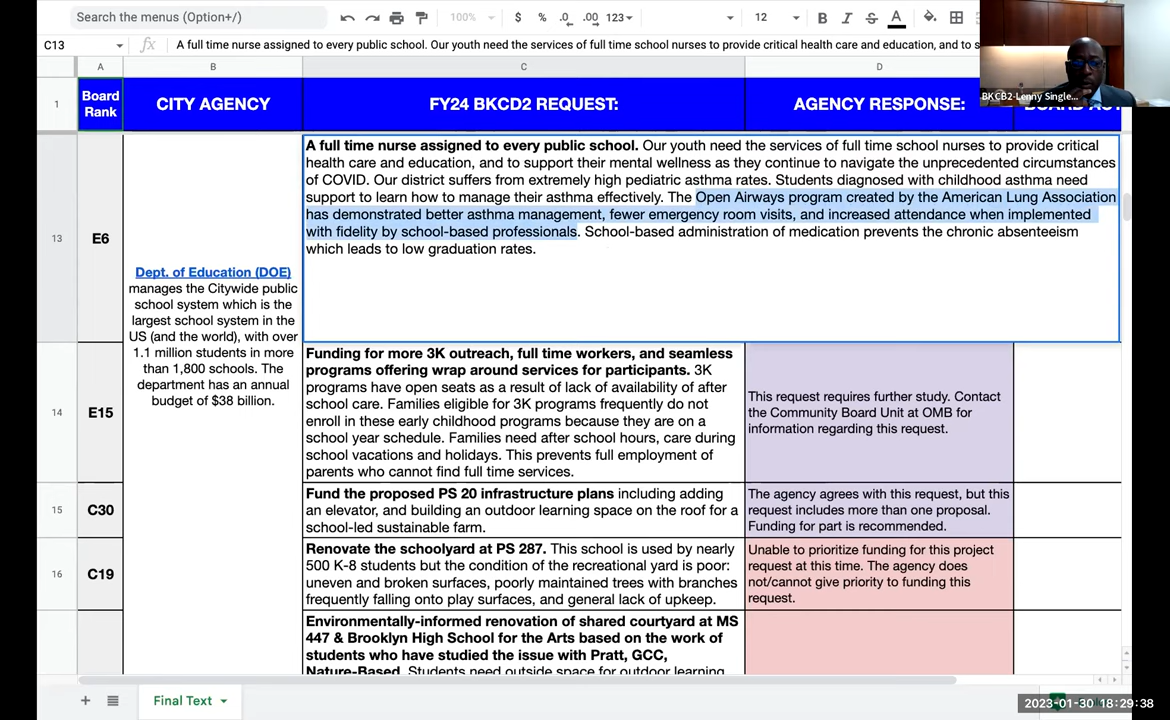 Search the menus (Option+/)
100%
$ % .0 .00 123
12 B I S A
C13
fx
A full time nurse assigned to every public school. Our youth need the services of full time school nurses to provide critical health care and education, and to s
BKCB2-Lenny Single...
A B C D
1
Board Rank
CITY AGENCY
FY24 BKCD2 REQUEST:
AGENCY RESPONSE:
13
E6
Dept. of Education (DOE)
manages the Citywide public
school system which is the
largest school system in the
US (and the world), with over
1.1 million students in more
than 1,800 schools. The
department has an annual
budget of $38 billion.
A full time nurse assigned to every public school. Our youth need the services of full time school nurses to provide critical
health care and education, and to support their mental wellness as they continue to navigate the unprecedented circumstances
of COVID. Our district suffers from extremely high pediatric asthma rates. Students diagnosed with childhood asthma need
support to learn how to manage their asthma effectively. The Open Airways program created by the American Lung Association
has demonstrated better asthma management, fewer emergency room visits, and increased attendance when implemented
with fidelity by school-based professionals. School-based administration of medication prevents the chronic absenteeism
which leads to low graduation rates.
14
E15
Funding for more 3K outreach, full time workers, and seamless
programs offering wrap around services for participants. 3K
programs have open seats as a result of lack of availability of after
school care. Families eligible for 3K programs frequently do not
enroll in these early childhood programs because they are on a
school year schedule. Families need after school hours, care during
school vacations and holidays. This prevents full employment of
parents who cannot find full time services.
This request requires further study. Contact
the Community Board Unit at OMB for
information regarding this request.
15
C30
Fund the proposed PS 20 infrastructure plans including adding
an elevator, and building an outdoor learning space on the roof for a
school-led sustainable farm.
The agency agrees with this request, but this
request includes more than one proposal.
Funding for part is recommended.
16
C19
Renovate the schoolyard at PS 287. This school is used by nearly
500 K-8 students but the condition of the recreational yard is poor:
uneven and broken surfaces, poorly maintained trees with branches
frequently falling onto play surfaces, and general lack of upkeep.
Unable to prioritize funding for this project
request at this time. The agency does
not/cannot give priority to funding this
request.
Environmentally-informed renovation of shared courtyard at MS
447 & Brooklyn High School for the Arts based on the work of
students who have studied the issue with Pratt, GCC,
Nature-Based. Students need outside space for outdoor learning
Final Text
2023-01-30 18:29:38